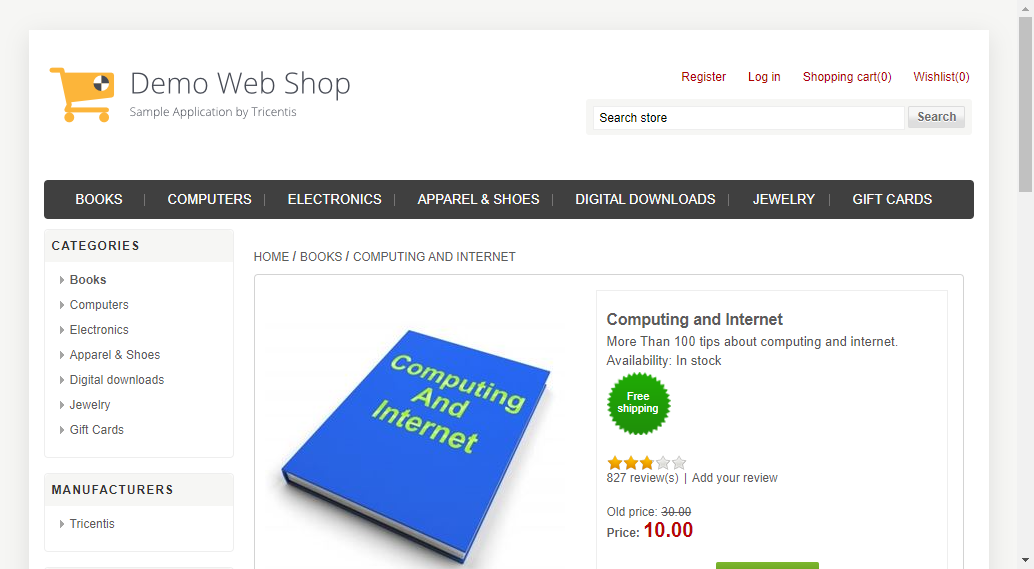 Demo Web Shop
Sample Application by Tricentis
Register Log in Shopping cart(0) Wishlist(0)
Search store Search
BOOKS COMPUTERS ELECTRONICS APPAREL & SHOES DIGITAL DOWNLOADS JEWELRY GIFT CARDS
CATEGORIES
Books
Computers
Electronics
Apparel & Shoes
Digital downloads
Jewelry
Gift Cards
MANUFACTURERS
Tricentis
HOME / BOOKS / COMPUTING AND INTERNET
Computing
And
Internet
Computing and Internet
More Than 100 tips about computing and internet.
Availability: In stock
Free
shipping
827 review(s) | Add your review
Old price: 30.00
Price: 10.00